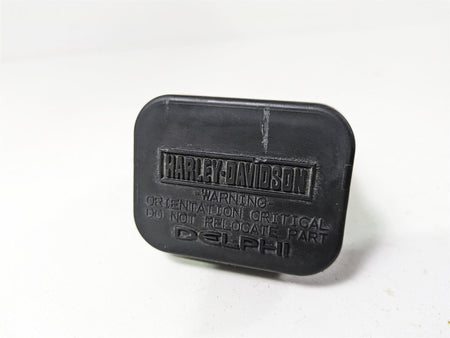 HARLEY-DAVIDSON
-WARNING-
ORIENTATION CRITICAL
DO NOT RELOCATE PART
DELPHI